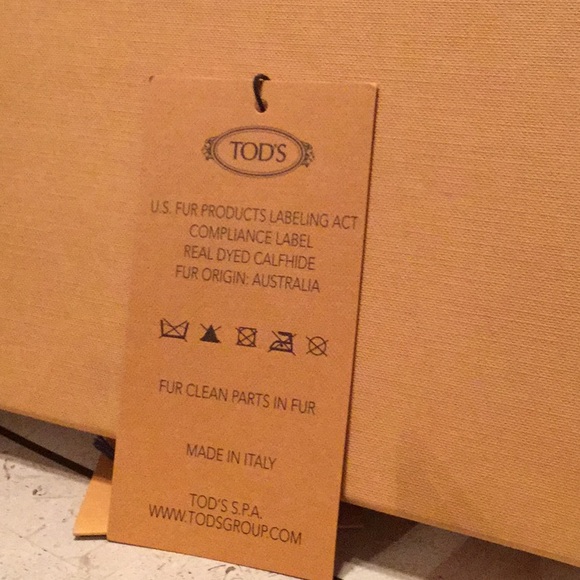 TOD'S
U.S. FUR PRODUCTS LABELING ACT
COMPLIANCE LABEL
REAL DYED CALFHIDE
FUR ORIGIN: AUSTRALIA
FUR CLEAN PARTS IN FUR
MADE IN ITALY
TOD'S S.P.A.
WWW.TODSGROUP.COM